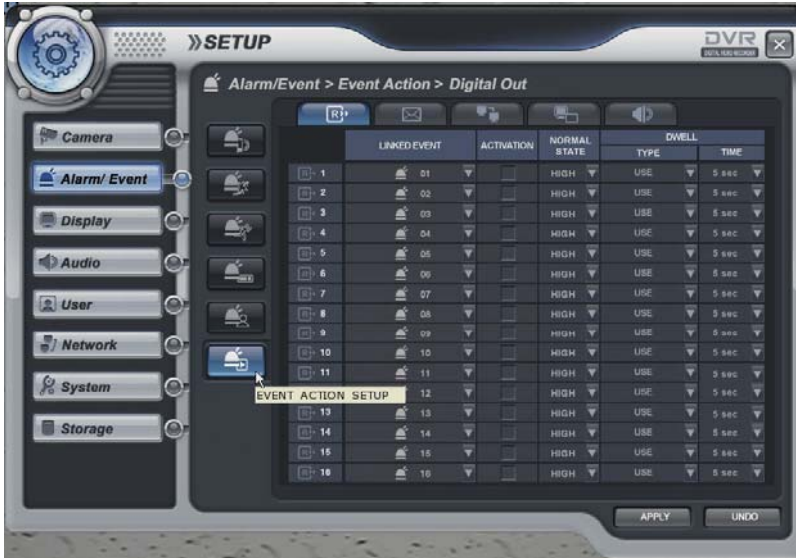 SETUP
DVR
DIGITAL VIDEO RECORDER
Alarm/Event > Event Action > Digital Out
Camera
Alarm/ Event
Display
Audio
User
Network
System
Storage
LINKED EVENT ACTIVATION NORMAL STATE DWELL
TYPE TIME
R 1 01 HIGH USE 5 sec
R 2 02 HIGH USE 5 sec
R 3 03 HIGH USE 5 sec
R 4 04 HIGH USE 5 sec
R 5 05 HIGH USE 5 sec
R 6 06 HIGH USE 5 sec
R 7 07 HIGH USE 5 sec
R 8 08 HIGH USE 5 sec
R 9 09 HIGH USE 5 sec
R 10 10 HIGH USE 5 sec
R 11 11 HIGH USE 5 sec
EVENT ACTION SETUP
12 HIGH USE 5 sec
R 13 13 HIGH USE 5 sec
R 14 14 HIGH USE 5 sec
R 15 15 HIGH USE 5 sec
R 16 16 HIGH USE 5 sec
APPLY UNDO